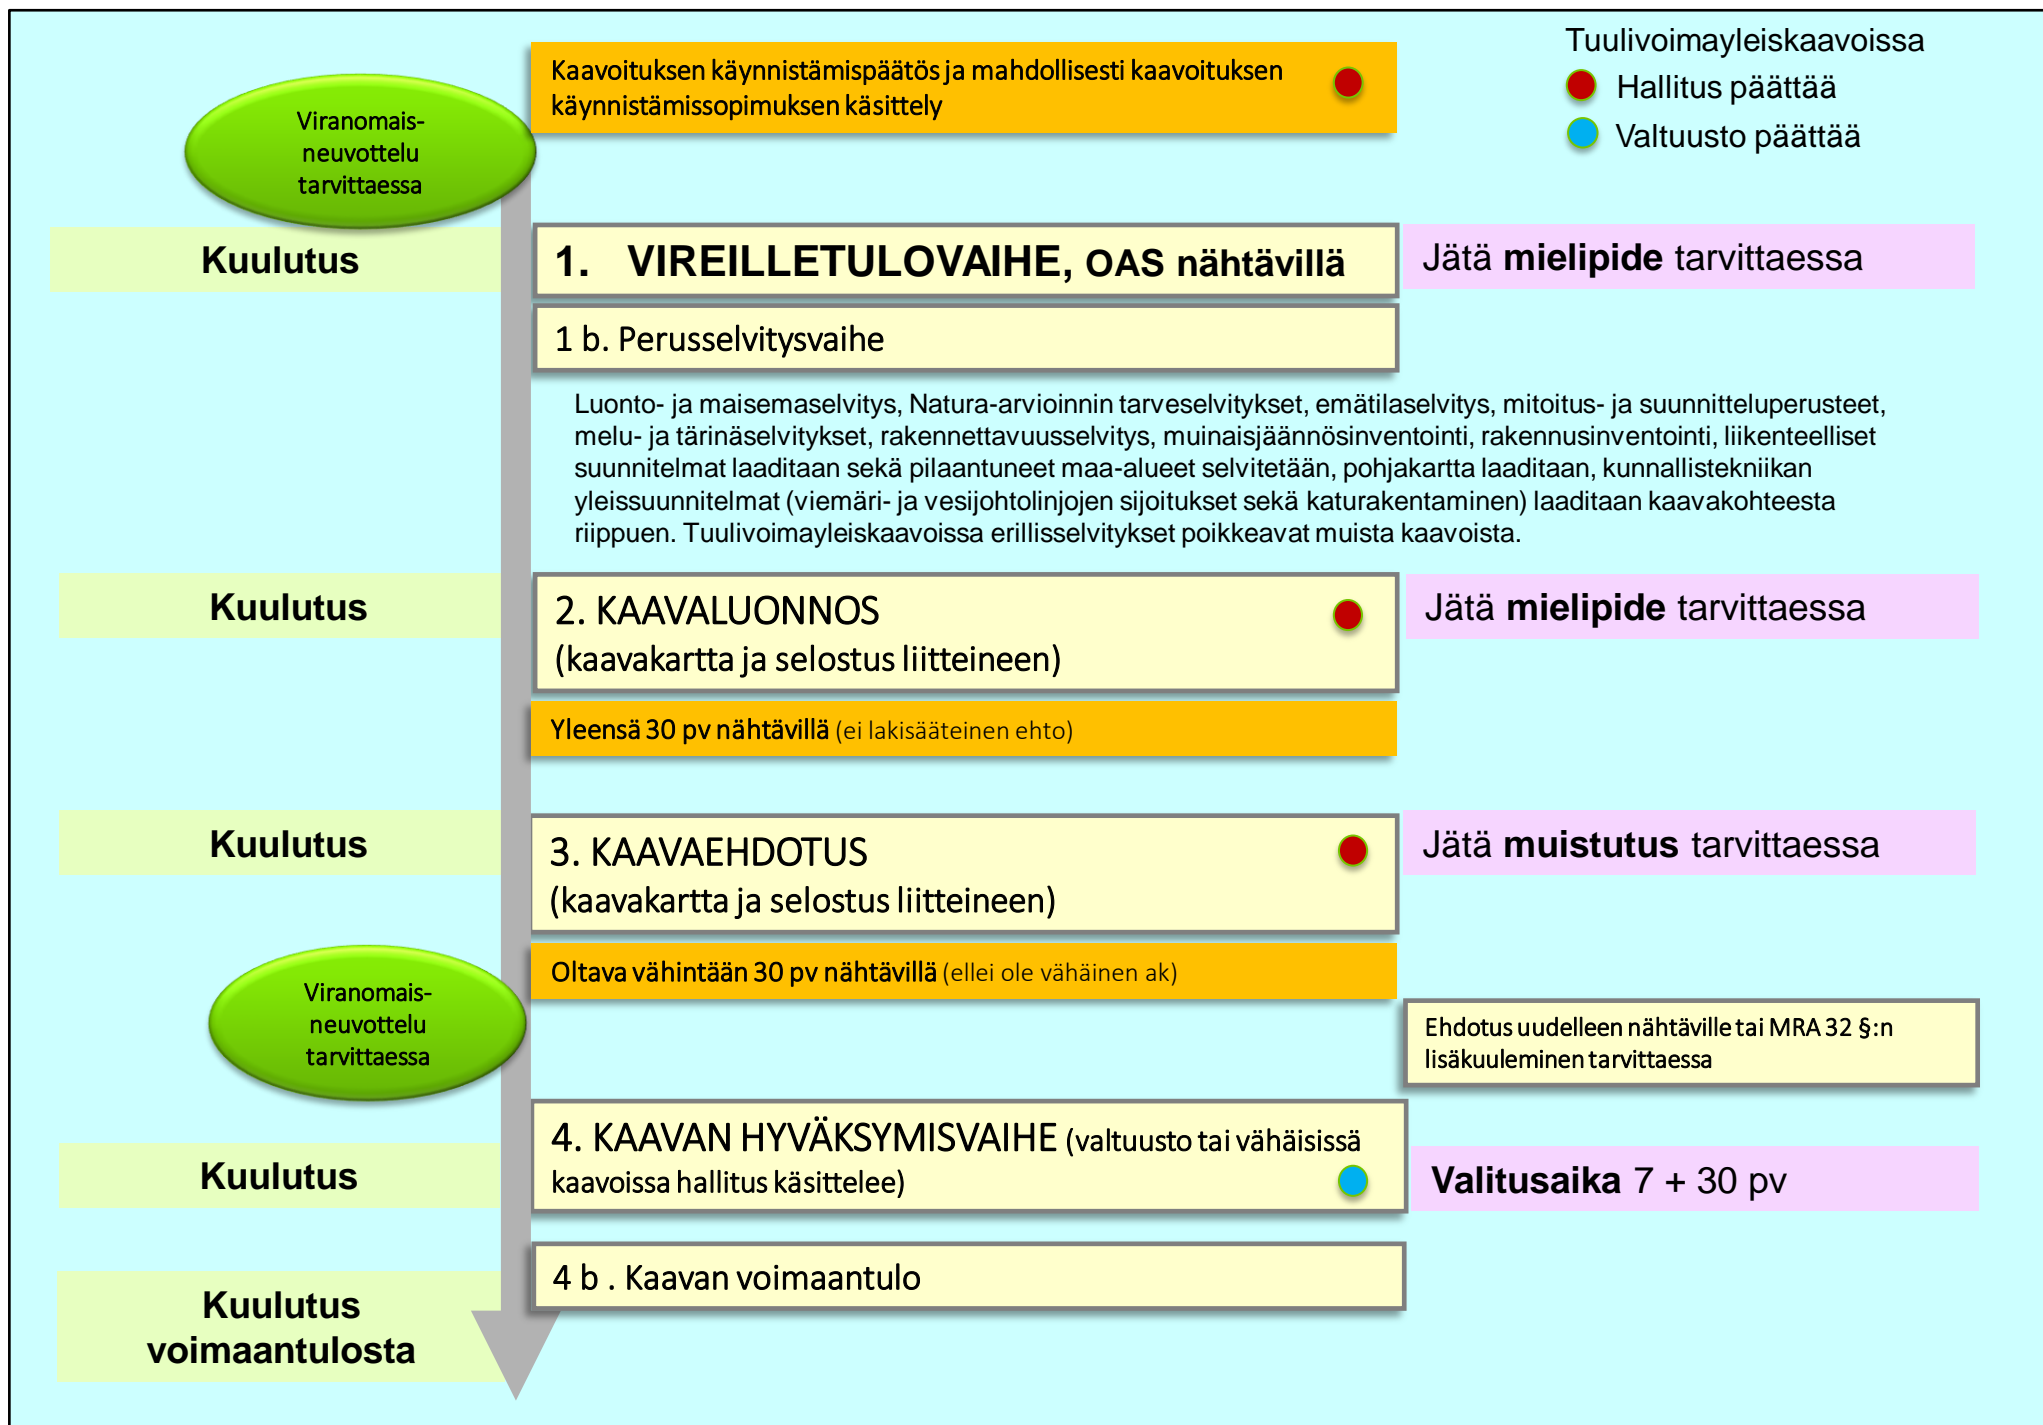 Kaavoituksen käynnistämispäätös ja mahdollisesti kaavoituksen
käynnistämissopimuksen käsittely
Tuulivoimayleiskaavoissa
Hallitus päättää
Valtuusto päättää
Viranomais-
neuvottelu
tarvittaessa
Kuulutus
1. VIREILLETULOVAIHE, OAS nähtävillä
Jätä mielipide tarvittaessa
1 b. Perusselvitysvaihe
Luonto- ja maisemaselvitys, Natura-arvioinnin tarveselvitykset, emätilaselvitys, mitoitus- ja suunnitteluperusteet,
melu- ja tärinäselvitykset, rakennettavuusselvitys, muinaisjäännösinventointi, rakennusinventointi, liikenteelliset
suunnitelmat laaditaan sekä pilaantuneet maa-alueet selvitetään, pohjakartta laaditaan, kunnallistekniikan
yleissuunnitelmat (viemäri- ja vesijohtolinjojen sijoitukset sekä katurakentaminen) laaditaan kaavakohteesta
riippuen. Tuulivoimayleiskaavoissa erillisselvitykset poikkeavat muista kaavoista.
Kuulutus
2. KAAVALUONNOS
(kaavakartta ja selostus liitteineen)
Jätä mielipide tarvittaessa
Yleensä 30 pv nähtävillä (ei lakisääteinen ehto)
Kuulutus
3. KAAVAEHDOTUS
(kaavakartta ja selostus liitteineen)
Jätä muistutus tarvittaessa
Oltava vähintään 30 pv nähtävillä (ellei ole vähäinen ak)
Viranomais-
neuvottelu
tarvittaessa
Ehdotus uudelleen nähtäville tai MRA 32 §:n
lisäkuuleminen tarvittaessa
Kuulutus
4. KAAVAN HYVÄKSYMISVAIHE (valtuusto tai vähäisissä
kaavoissa hallitus käsittelee)
Valitusaika 7 + 30 pv
4 b . Kaavan voimaantulo
Kuulutus
voimaantulosta